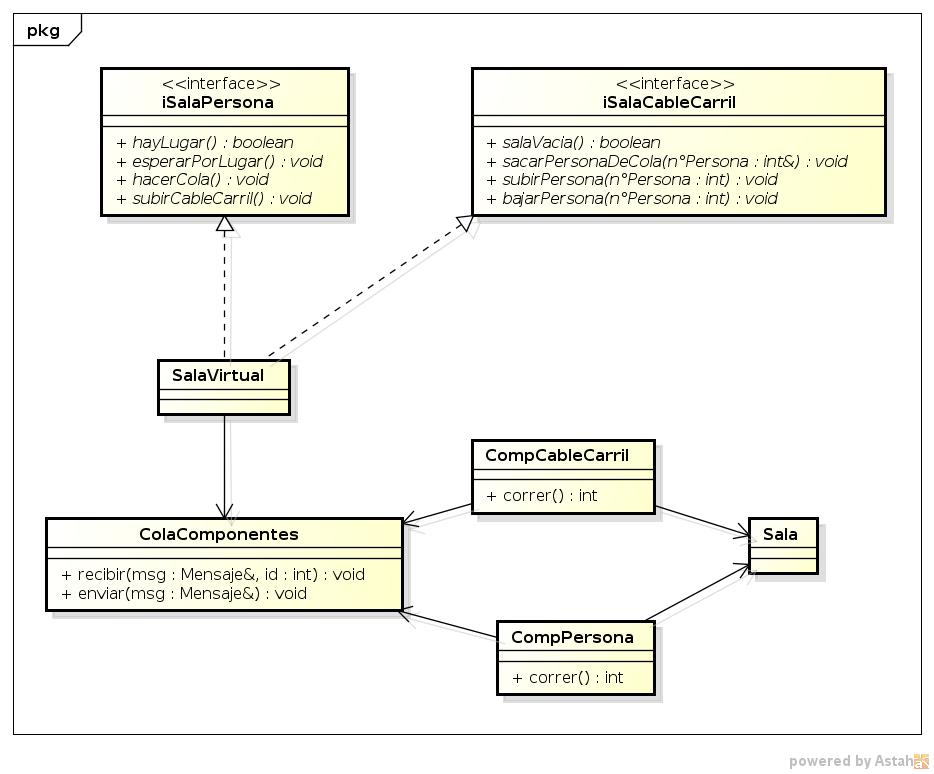 pkg
<<interface>>
iSalaPersona
+ hayLugar() : boolean
+ esperarPorLugar() : void
+ hacerCola() : void
+ subirCableCarril() : void
<<interface>>
iSalaCableCarril
+ salaVacia() : boolean
+ sacarPersonaDeCola(n°Persona : int&) : void
+ subirPersona(n°Persona : int) : void
+ bajarPersona(n°Persona : int) : void
SalaVirtual
CompCableCarril
+ correr() : int
ColaComponentes
+ recibir(msg : Mensaje&, id : int) : void
+ enviar(msg : Mensaje&) : void
Sala
CompPersona
+ correr() : int
powered by Astah